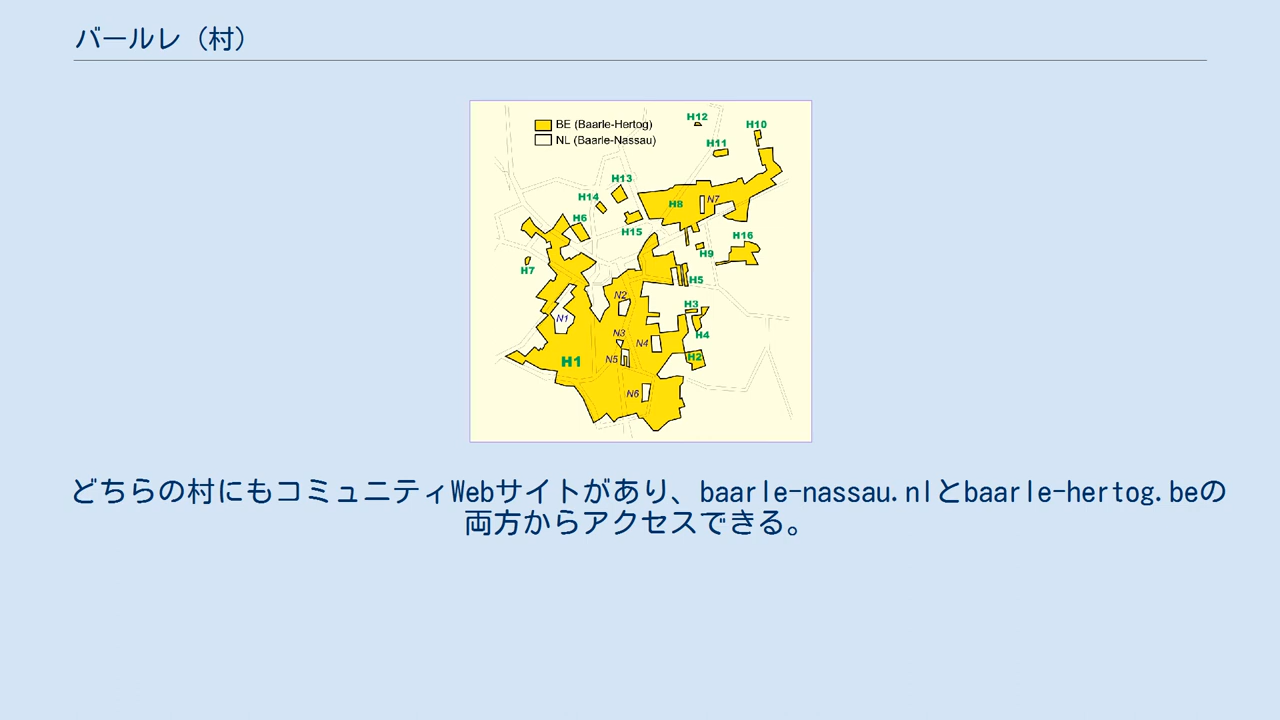 バールレ（村）
BE (Baarle-Hertog)
NL (Baarle-Nassau)
H12
H10
H11
H13
H14
H8
N7
H6
H15
H16
H9
H7
H5
N2
H3
N1
N3
H4
N4
H1
N5
H2
N6
どちらの村にもコミュニティWebサイトがあり、baarle-nassau.nlとbaarle-hertog.beの
両方からアクセスできる。